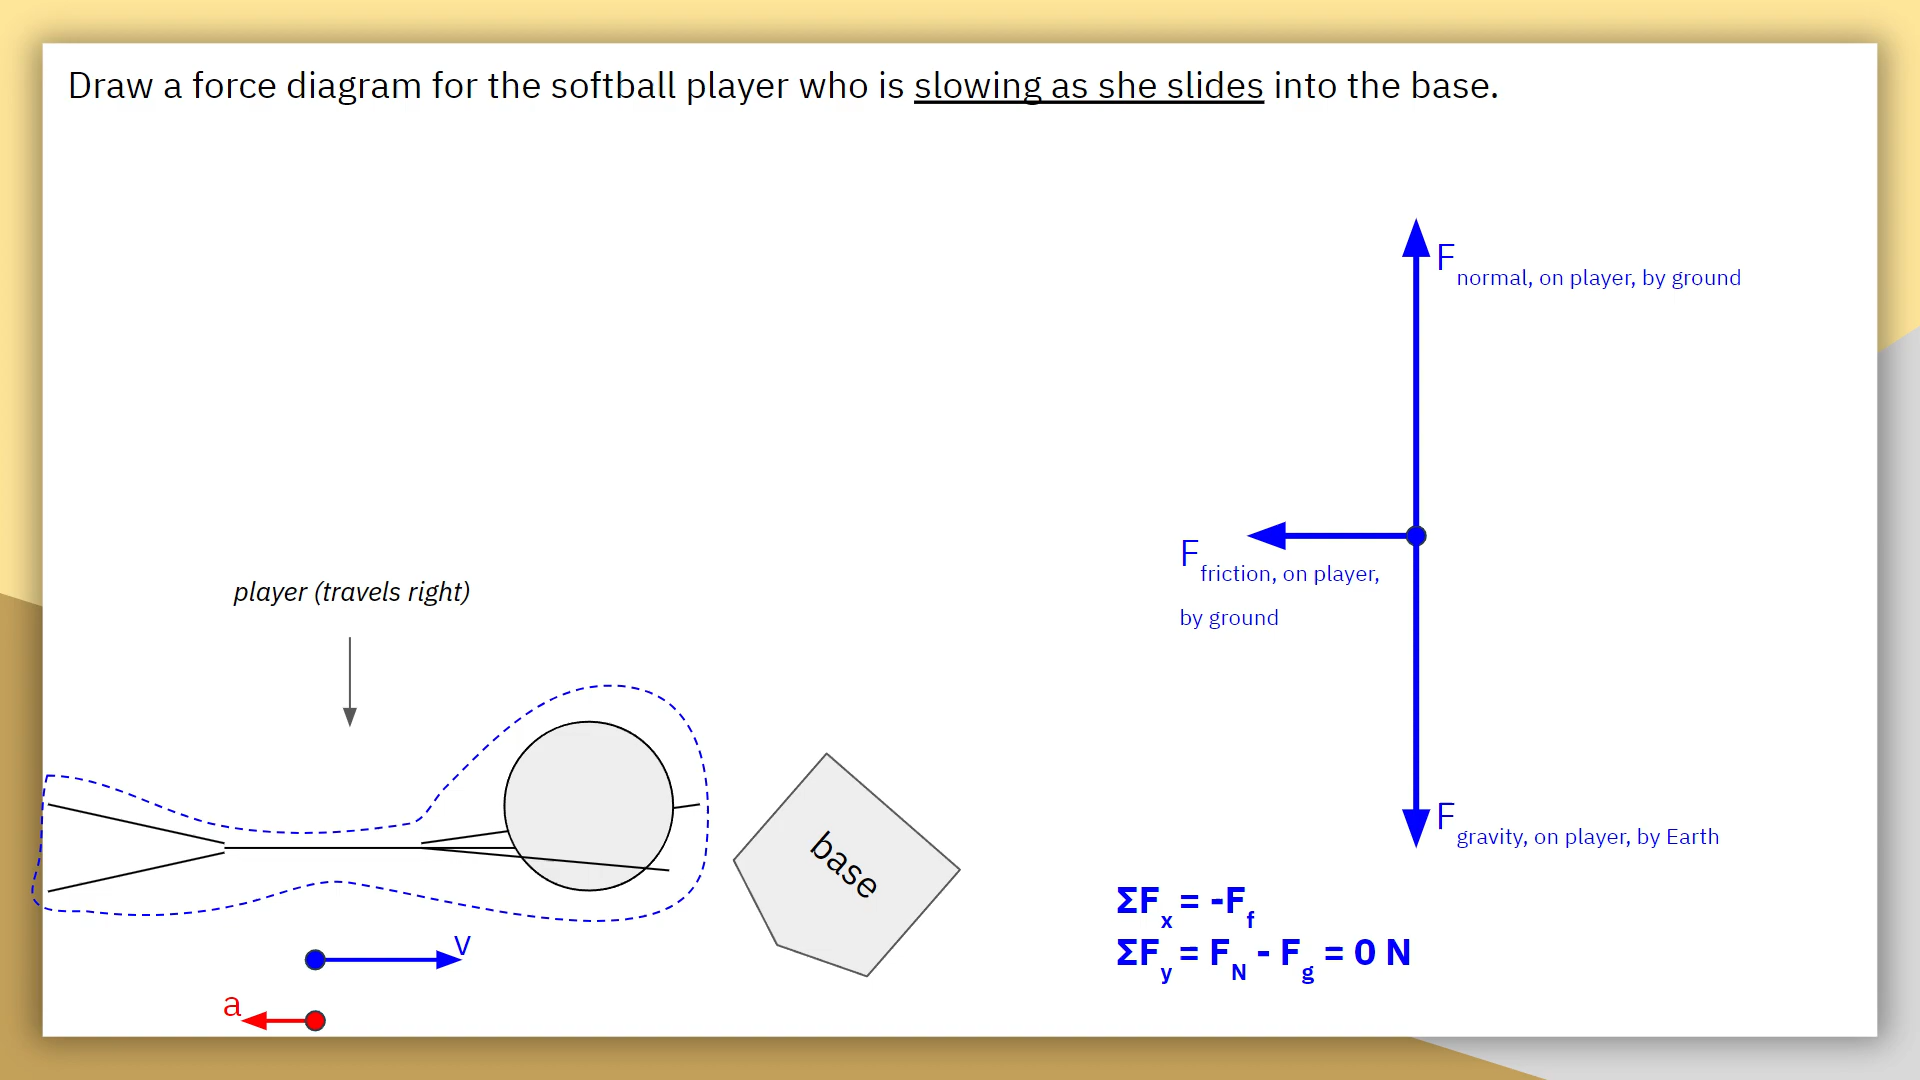 Draw a force diagram for the softball player who is slowing as she slides into the base.
F normal, on player, by ground
F friction, on player,
by ground
player (travels right)
base
F gravity, on player, by Earth
ΣFx = -Ff
ΣFy = FN - Fg = 0 N
v
a